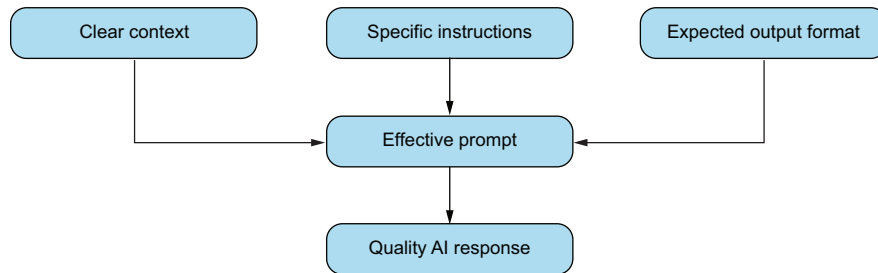 Clear context
Specific instructions
Expected output format
Effective prompt
Quality AI response